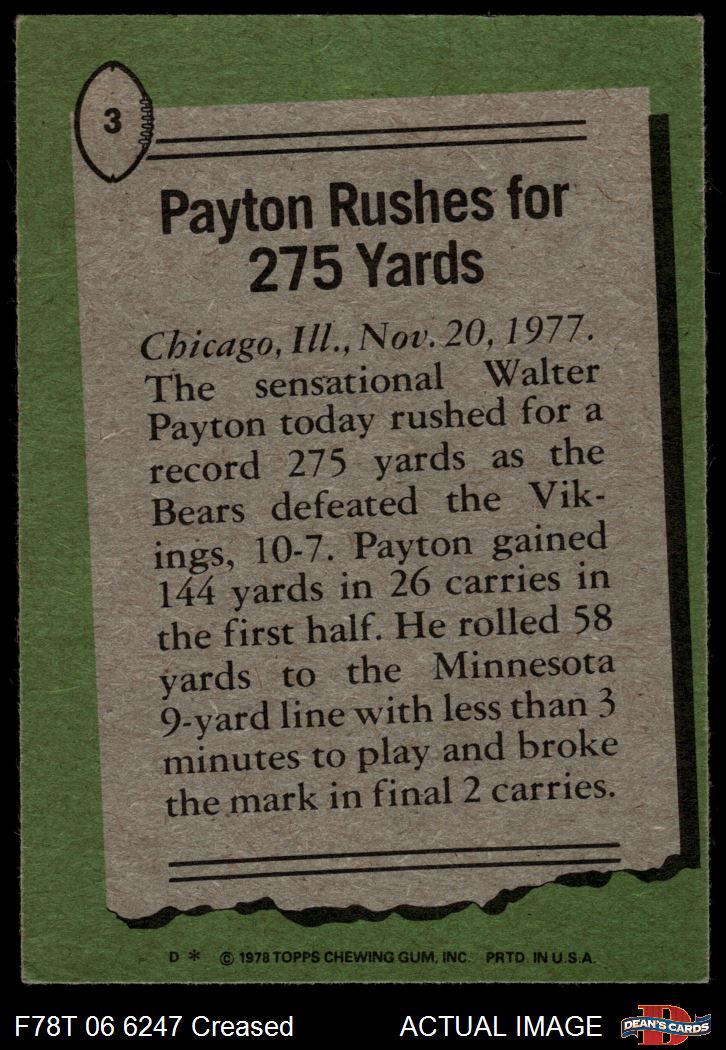 3
Payton Rushes for
275 Yards
Chicago, Ill., Nov. 20, 1977.
The sensational Walter
Payton today rushed for a
record 275 yards as the
Bears defeated the Vik-
ings, 10-7. Payton gained
144 yards in 26 carries in
the first half. He rolled 58
yards to the Minnesota
9-yard line with less than 3
minutes to play and broke
the mark in final 2 carries.
D * © 1978 TOPPS CHEWING GUM, INC. PRTD. IN U.S.A.
F78T 06 6247 Creased ACTUAL IMAGE
D
DEAN'S CARDS